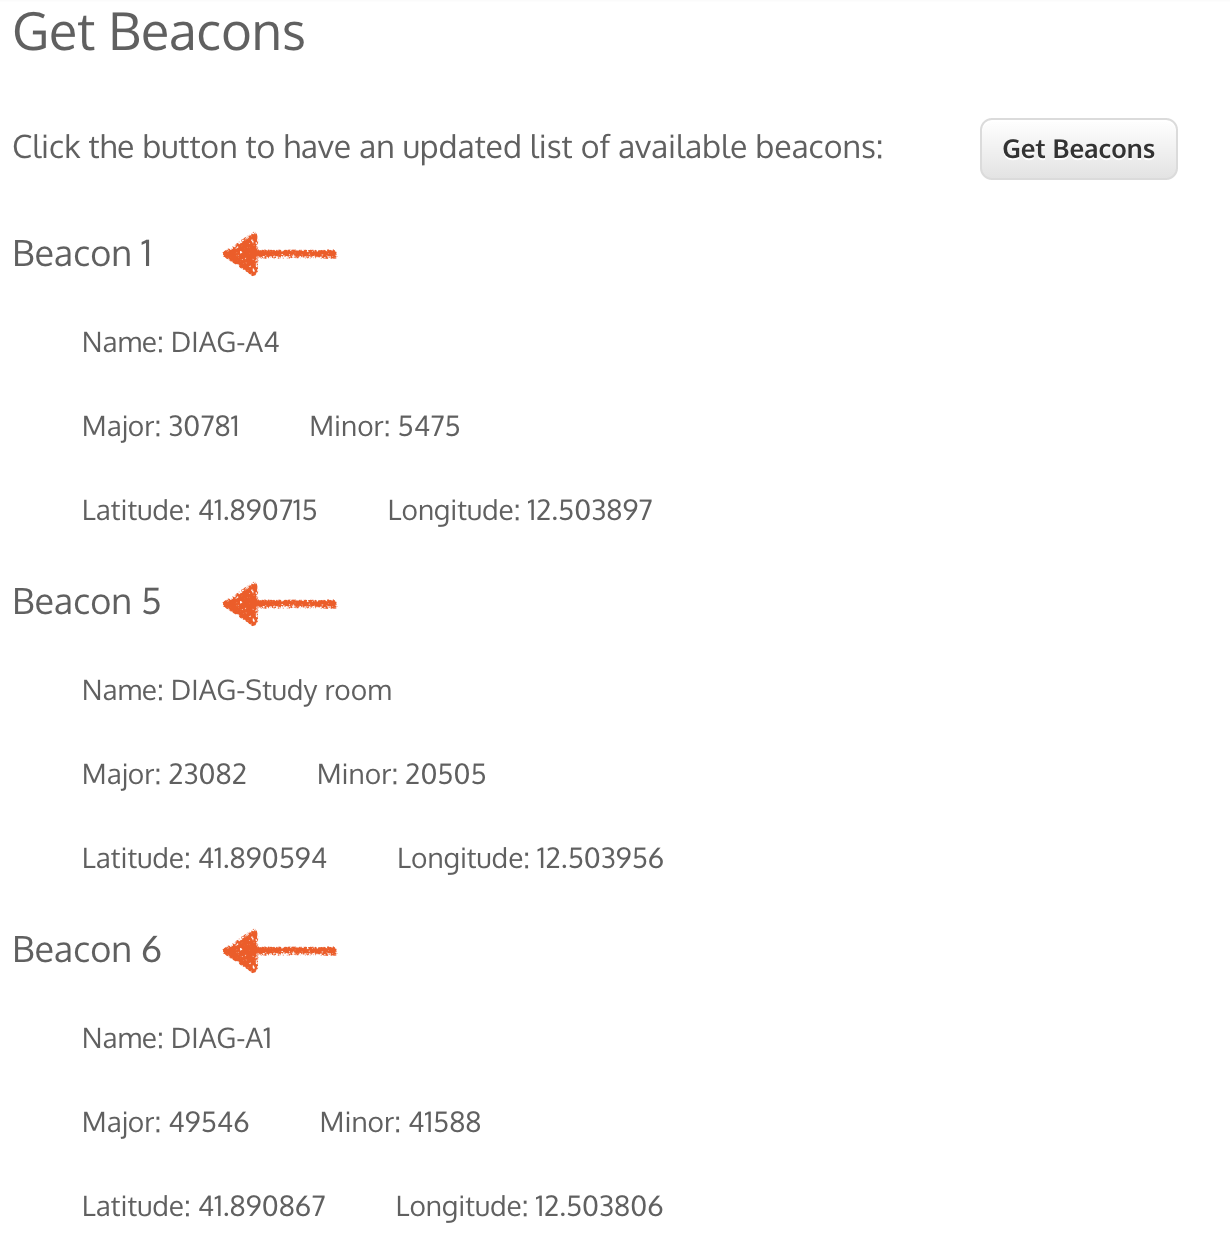 Get Beacons
Click the button to have an updated list of available beacons: Get Beacons
Beacon 1
Name: DIAG-A4
Major: 30781 Minor: 5475
Latitude: 41.890715 Longitude: 12.503897
Beacon 5
Name: DIAG-Study room
Major: 23082 Minor: 20505
Latitude: 41.890594 Longitude: 12.503956
Beacon 6
Name: DIAG-A1
Major: 49546 Minor: 41588
Latitude: 41.890867 Longitude: 12.503806